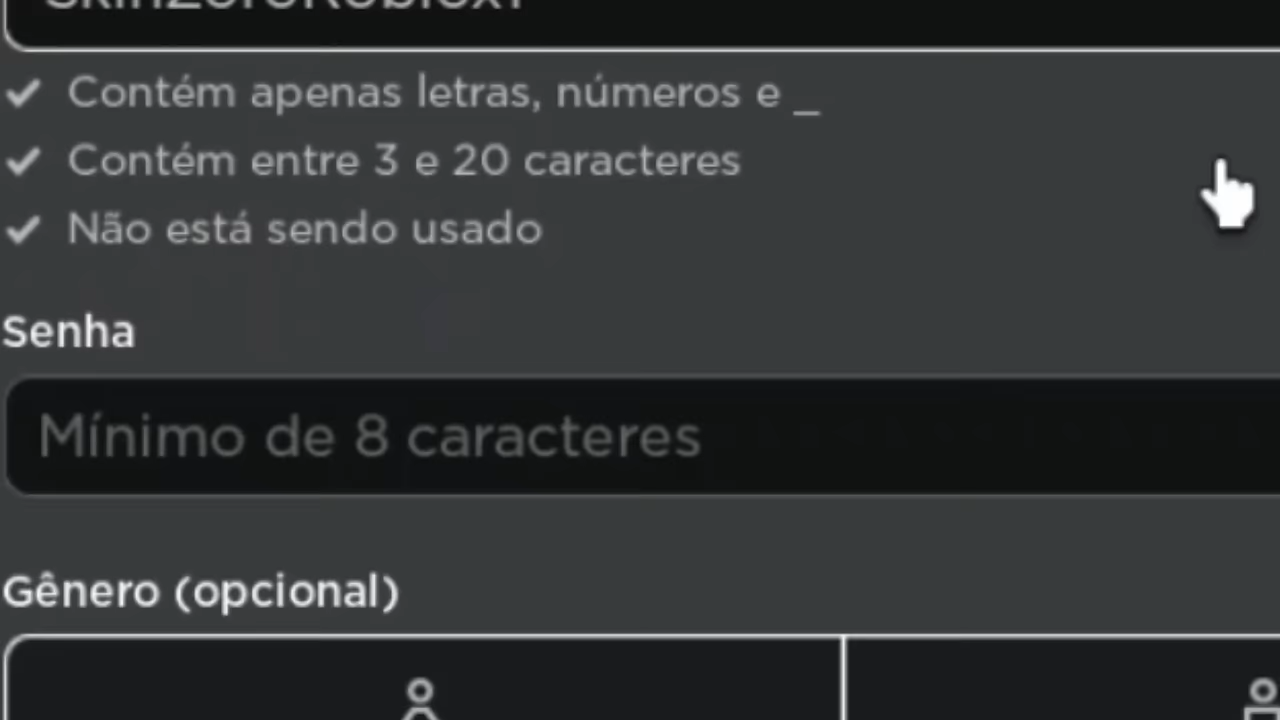 Contém apenas letras, números e _
Contém entre 3 e 20 caracteres
Não está sendo usado
Senha
Mínimo de 8 caracteres
Gênero (opcional)